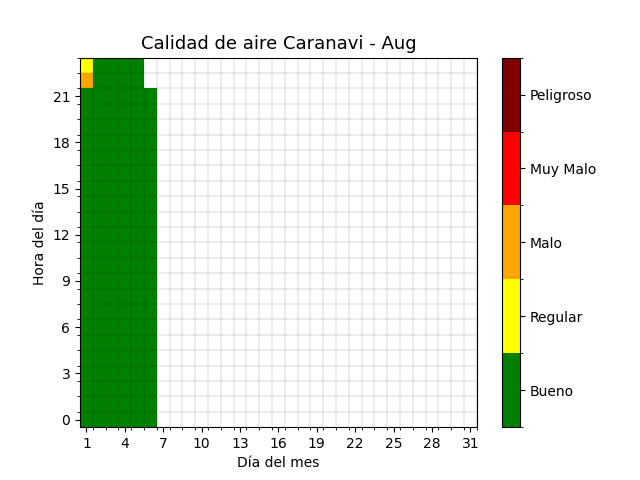 Calidad de aire Caranavi - Aug
Hora del día
21
18
15
12
9
6
3
0
1 4 7 10 13 16 19 22 25 28 31
Día del mes
Peligroso
Muy Malo
Malo
Regular
Bueno